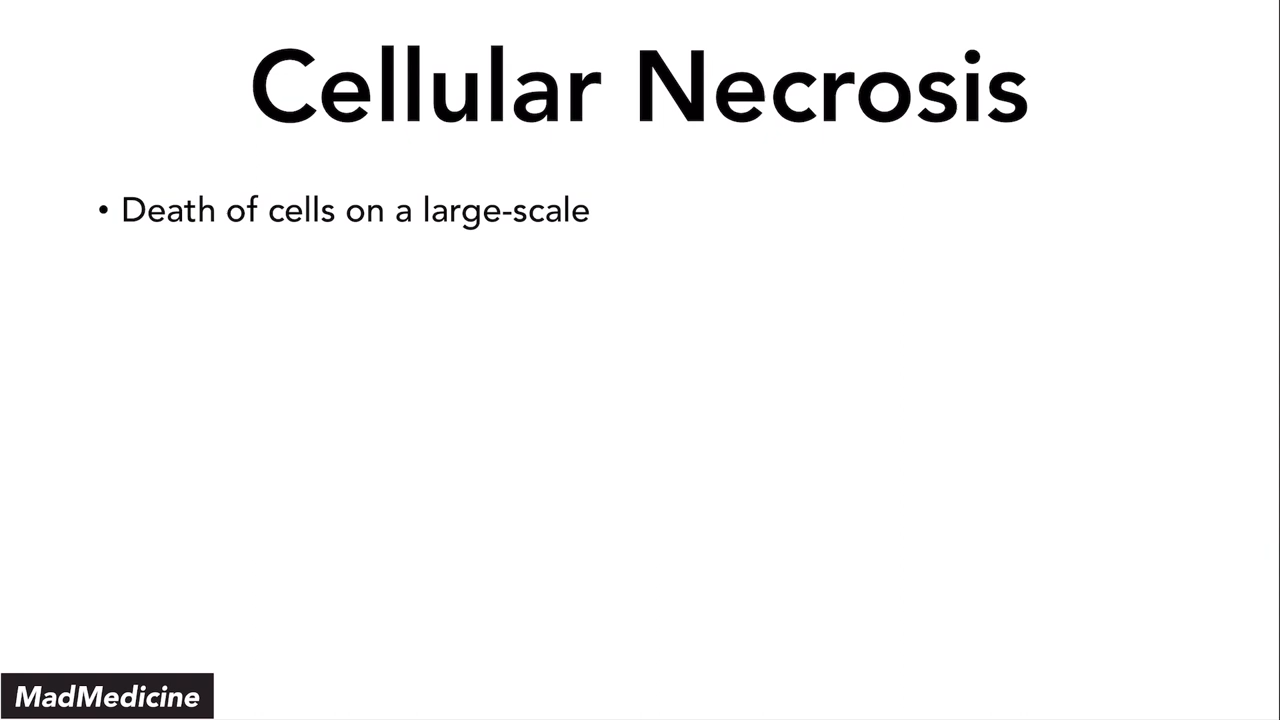 Cellular Necrosis
• Death of cells on a large-scale
MadMedicine